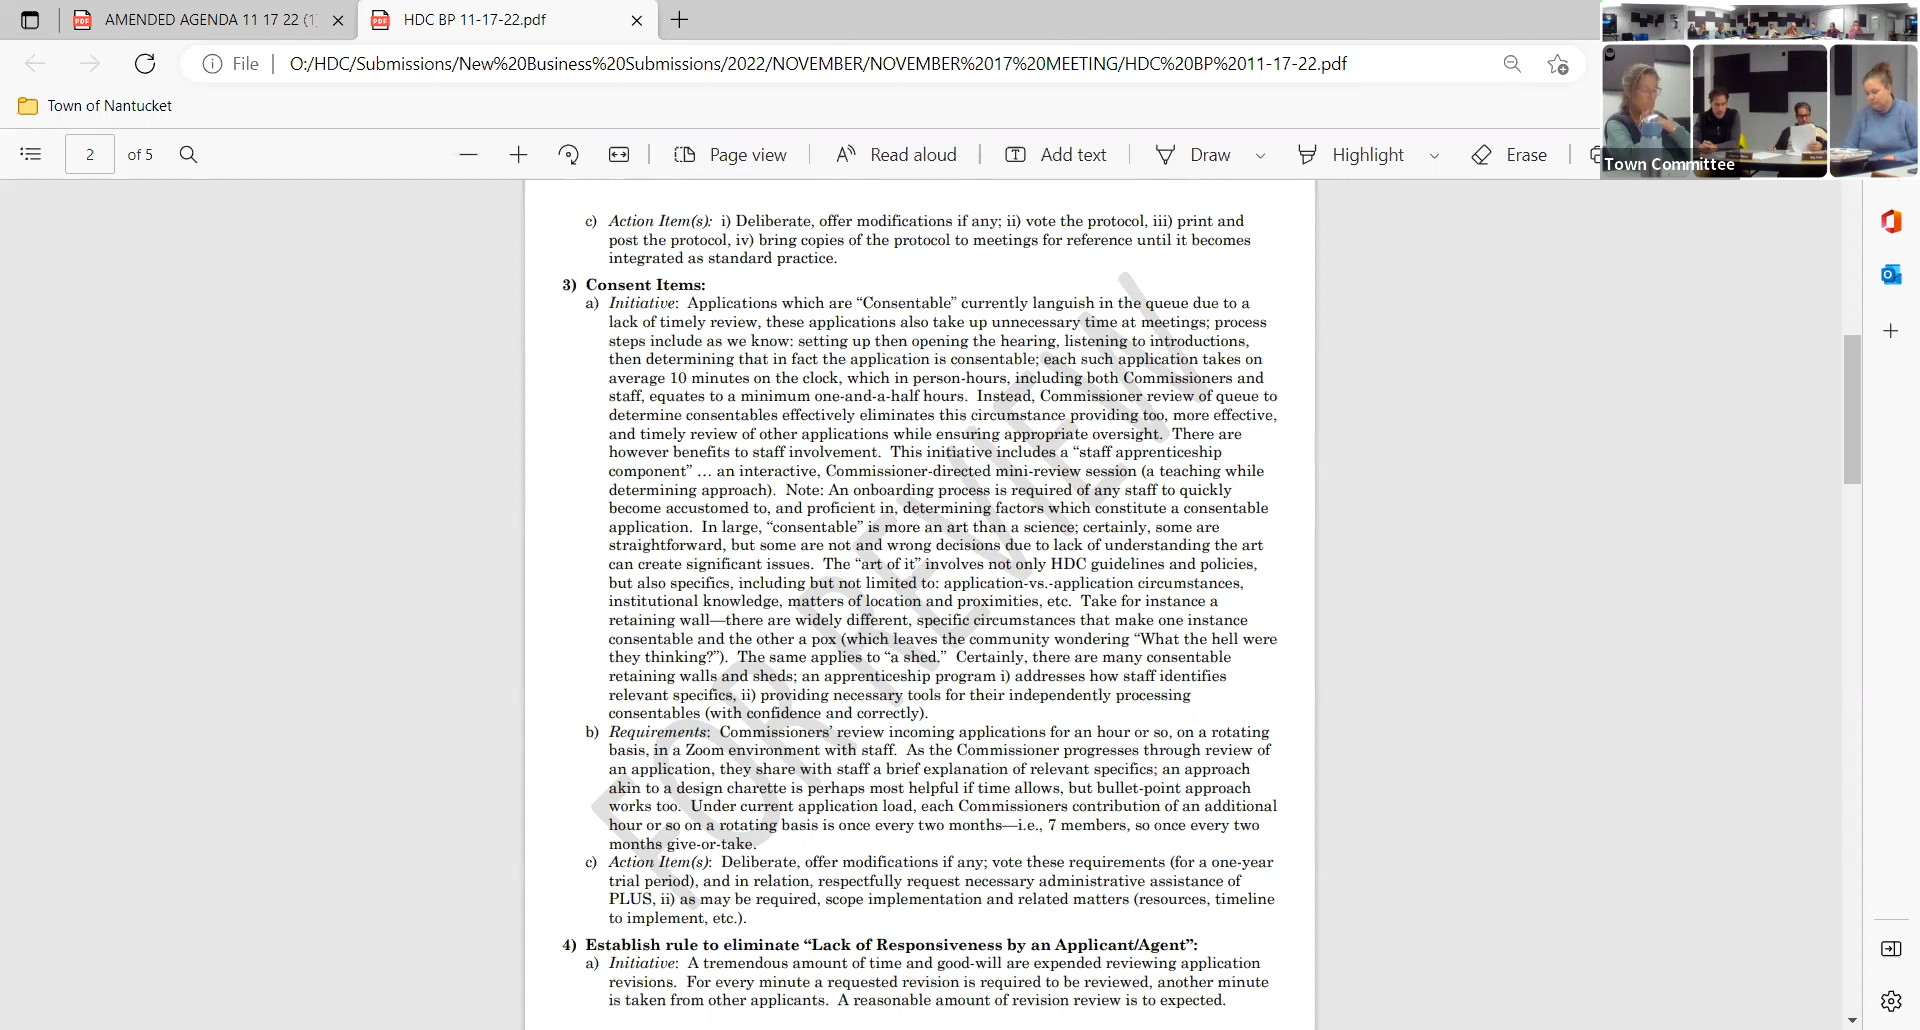 AMENDED AGENDA 11 17 22 (1
HDC BP 11-17-22.pdf
File
O:/HDC/Submissions/New%20Business%20Submissions/2022/NOVEMBER/NOVEMBER%2017%20MEETING/HDC%20BP%2011-17-22.pdf
Town of Nantucket
2 of 5
Page view
Read aloud
Add text
Draw
Highlight
Erase
Town Committee
c) Action Item(s): i) Deliberate, offer modifications if any; ii) vote the protocol, iii) print and
post the protocol, iv) bring copies of the protocol to meetings for reference until it becomes
integrated as standard practice.
3) Consent Items:
a) Initiative: Applications which are “Consentable” currently languish in the queue due to a
lack of timely review, these applications also take up unnecessary time at meetings; process
steps include as we know: setting up then opening the hearing, listening to introductions,
then determining that in fact the application is consentable; each such application takes on
average 10 minutes on the clock, which in person-hours, including both Commissioners and
staff, equates to a minimum one-and-a-half hours. Instead, Commissioner review of queue to
determine consentables effectively eliminates this circumstance providing too, more effective,
and timely review of other applications while ensuring appropriate oversight. There are
however benefits to staff involvement. This initiative includes a “staff apprenticeship
component” … an interactive, Commissioner-directed mini-review session (a teaching while
determining approach). Note: An onboarding process is required of any staff to quickly
become accustomed to, and proficient in, determining factors which constitute a consentable
application. In large, “consentable” is more an art than a science; certainly, some are
straightforward, but some are not and wrong decisions due to lack of understanding the art
can create significant issues. The “art of it” involves not only HDC guidelines and policies,
but also specifics, including but not limited to: application-vs.-application circumstances,
institutional knowledge, matters of location and proximities, etc. Take for instance a
retaining wall—there are widely different, specific circumstances that make one instance
consentable and the other a pox (which leaves the community wondering “What the hell were
they thinking?”). The same applies to “a shed.” Certainly, there are many consentable
retaining walls and sheds; an apprenticeship program i) addresses how staff identifies
relevant specifics, ii) providing necessary tools for their independently processing
consentables (with confidence and correctly).
b) Requirements: Commissioners’ review incoming applications for an hour or so, on a rotating
basis, in a Zoom environment with staff. As the Commissioner progresses through review of
an application, they share with staff a brief explanation of relevant specifics; an approach
akin to a design charette is perhaps most helpful if time allows, but bullet-point approach
works too. Under current application load, each Commissioners contribution of an additional
hour or so on a rotating basis is once every two months—i.e., 7 members, so once every two
months give-or-take.
c) Action Item(s): Deliberate, offer modifications if any; vote these requirements (for a one-year
trial period), and in relation, respectfully request necessary administrative assistance of
PLUS, ii) as may be required, scope implementation and related matters (resources, timeline
to implement, etc.).
4) Establish rule to eliminate “Lack of Responsiveness by an Applicant/Agent”:
a) Initiative: A tremendous amount of time and good-will are expended reviewing application
revisions. For every minute a requested revision is required to be reviewed, another minute
is taken from other applicants. A reasonable amount of revision review is to expected.
FOR REVIEW